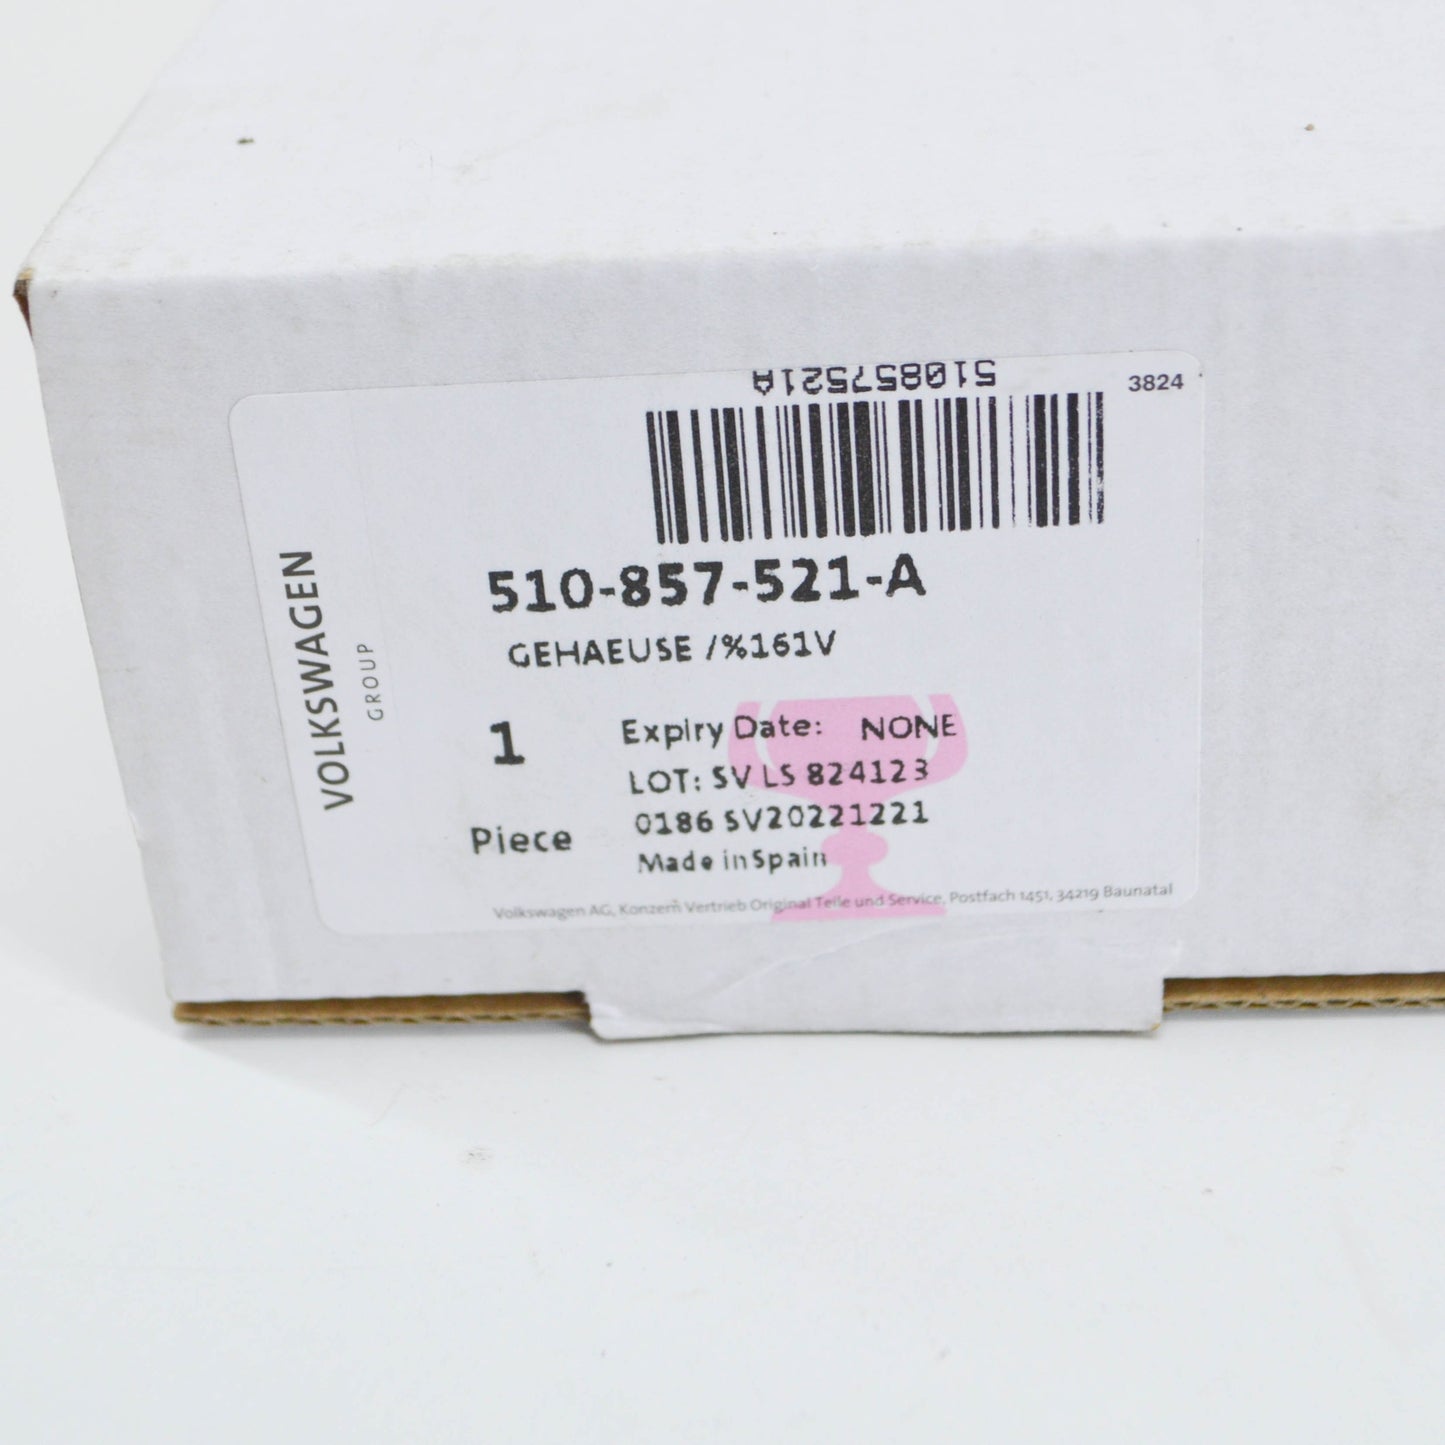 510857521A
3824
510-857-521-A
GEHAEUSE /%161V
VOLKSWAGEN
GROUP
1
Piece
Expiry Date: NONE
LOT: SV LS 824123
0186 SV20221221
Made in Spain
Volkswagen AG, Konzern Vertrieb Original Teile und Service, Postfach 1451, 34219 Baunatal